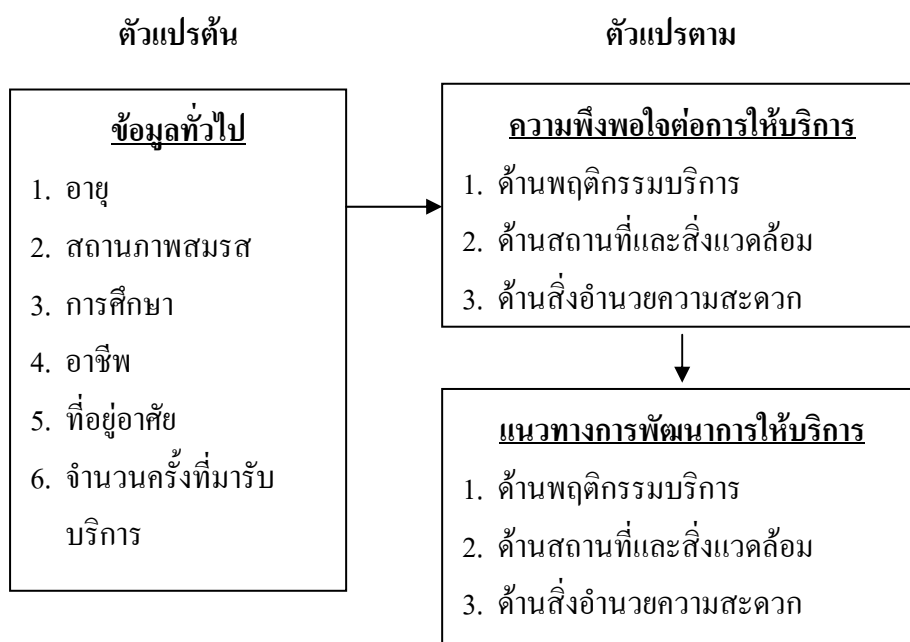 ตัวแปรต้น
ข้อมูลทั่วไป
1. อายุ
2. สถานภาพสมรส
3. การศึกษา
4. อาชีพ
5. ที่อยู่อาศัย
6. จำนวนครั้งที่มารับ
บริการ
ตัวแปรตาม
ความพึงพอใจต่อการให้บริการ
1. ด้านพฤติกรรมบริการ
2. ด้านสถานที่และสิ่งแวดล้อม
3. ด้านสิ่งอำนวยความสะดวก
แนวทางการพัฒนาการให้บริการ
1. ด้านพฤติกรรมบริการ
2. ด้านสถานที่และสิ่งแวดล้อม
3. ด้านสิ่งอำนวยความสะดวก